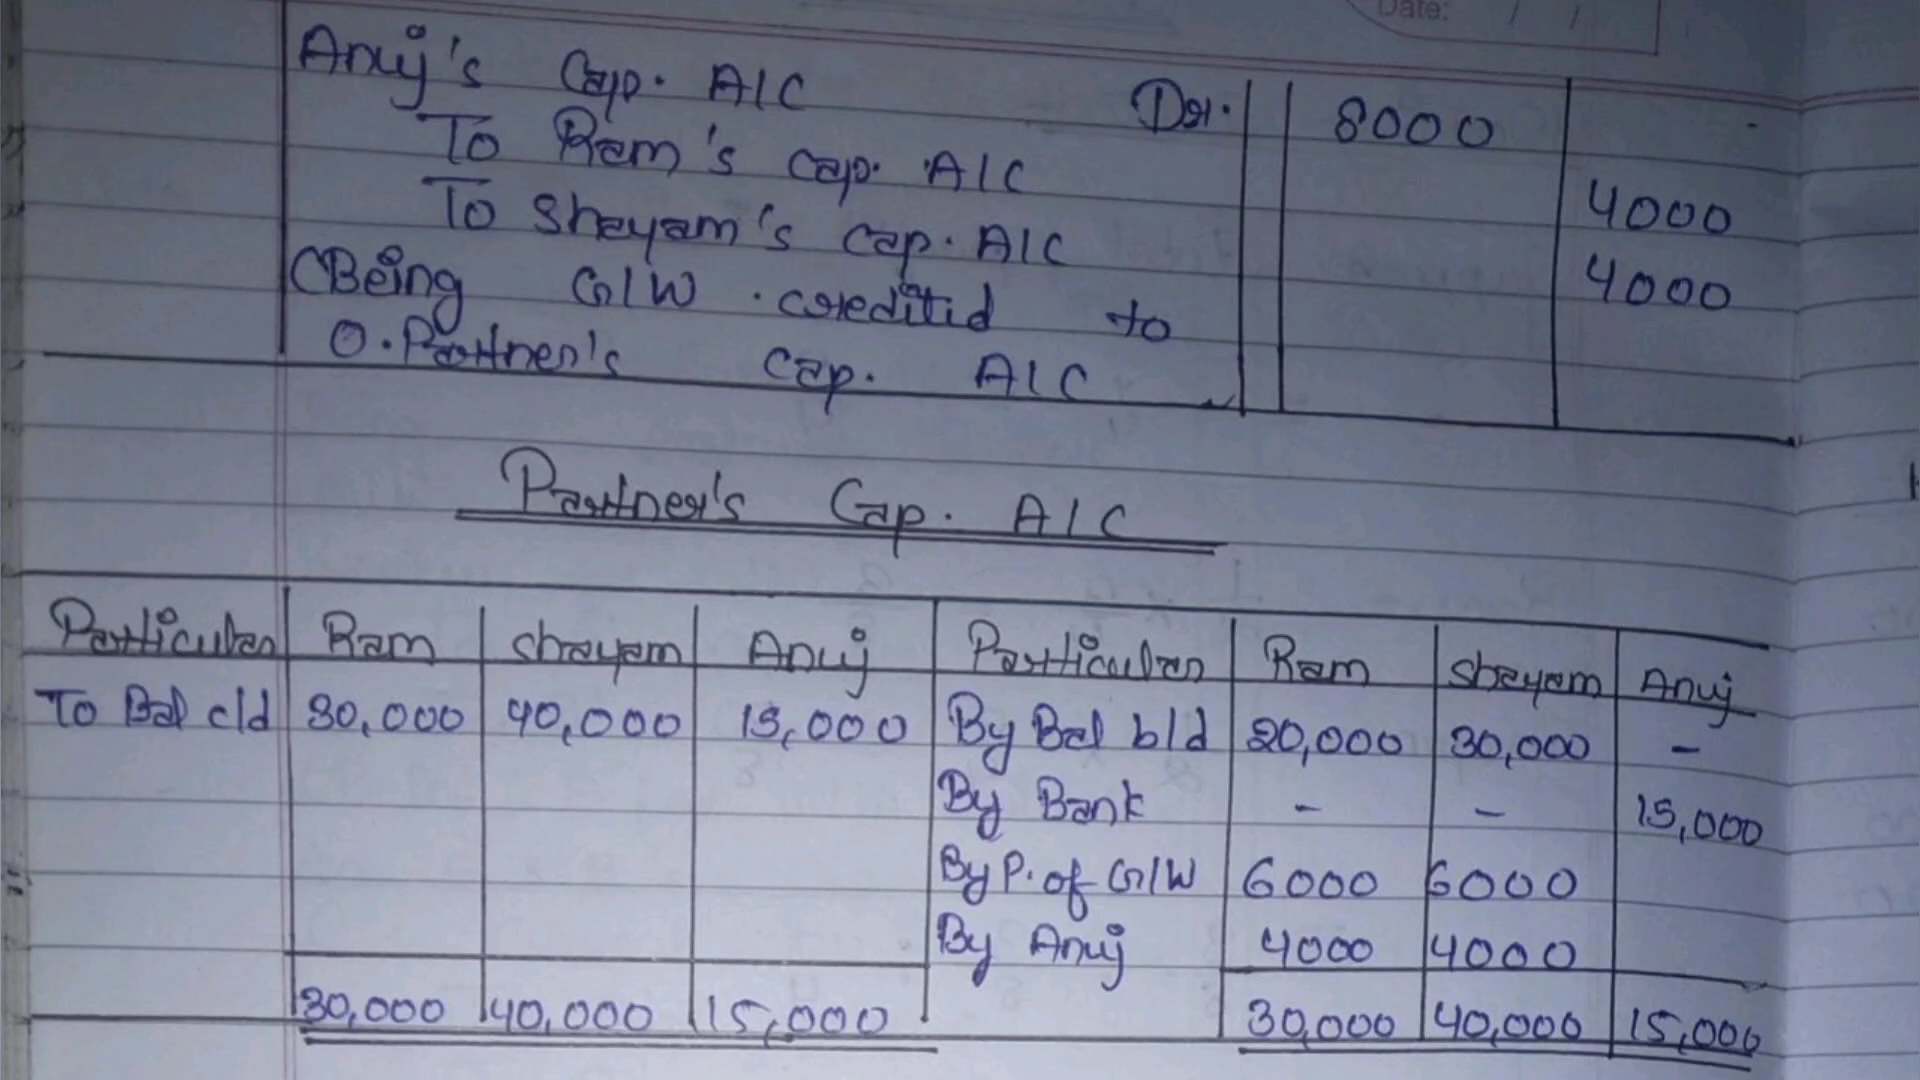 Date: / /
Anuj's Cap. A/C Dr. 8000
To Ram's Cap. A/C 4000
To Shayam's Cap. A/C 4000
(Being G/W credited to
O. Partner's Cap. A/C
Partner's Cap. A/C
Particular Ram Shayam Anuj Particular Ram Shayam Anuj
To Bal c/d 30,000 40,000 15,000 By Bal b/d 20,000 30,000 -
By Bank - - 15,000
By P. of G/W 6000 6000
By Anuj 4000 4000
30,000 40,000 15,000 30,000 40,000 15,000